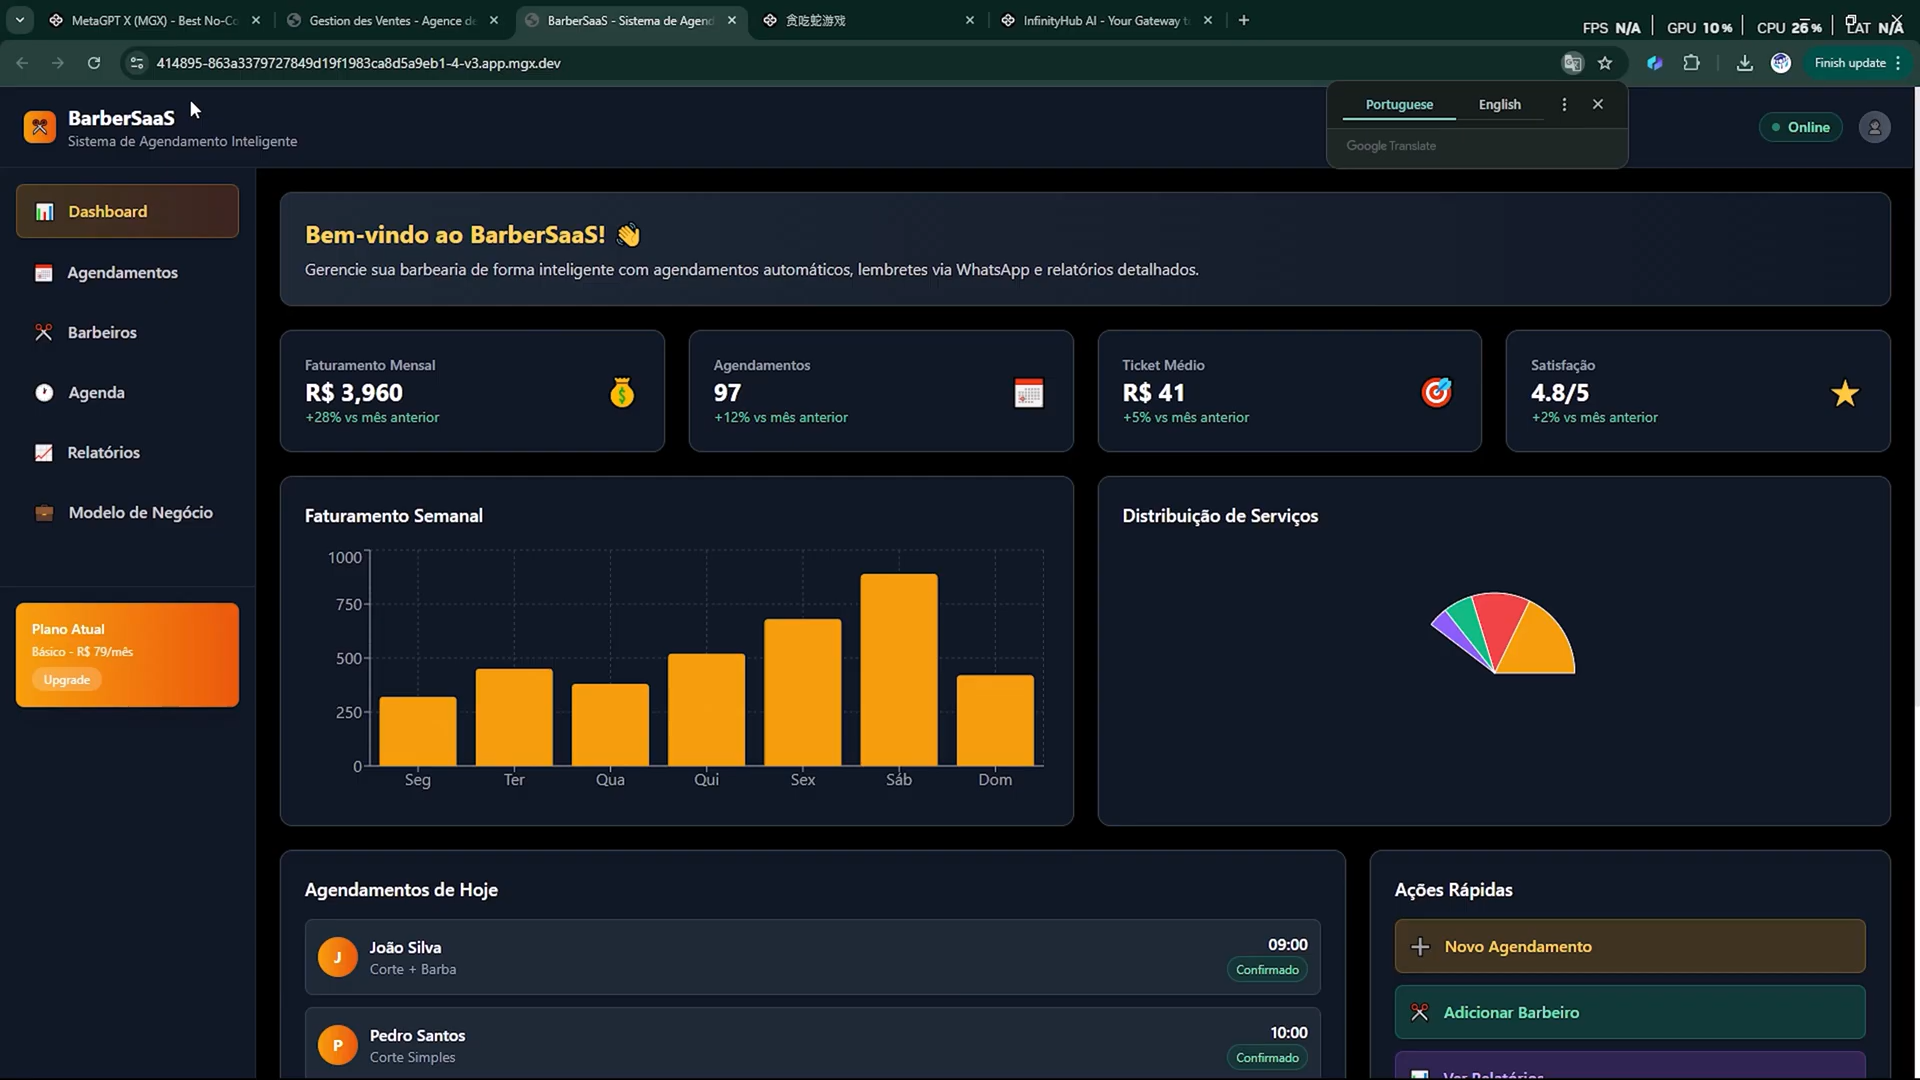 MetaGPT X (MGX) - Best No-Co
Gestion des Ventes - Agence de
BarberSaaS - Sistema de Agend
贪吃蛇游戏
InfinityHub AI - Your Gateway t
FPS N/A GPU 10% CPU 26% LAT N/A
414895-863a3379727849d19f1983ca8d5a9eb1-4-v3.app.mgx.dev
Finish update
BarberSaaS
Sistema de Agendamento Inteligente
Portuguese English
Google Translate
Online
Dashboard
Agendamentos
Barbeiros
Agenda
Relatórios
Modelo de Negócio
Plano Atual
Básico - R$ 79/mês
Upgrade
Bem-vindo ao BarberSaaS! 👋
Gerencie sua barbearia de forma inteligente com agendamentos automáticos, lembretes via WhatsApp e relatórios detalhados.
Faturamento Mensal
R$ 3,960
+28% vs mês anterior
Agendamentos
97
+12% vs mês anterior
Ticket Médio
R$ 41
+5% vs mês anterior
Satisfação
4.8/5
+2% vs mês anterior
Faturamento Semanal
1000
750
500
250
0
Seg Ter Qua Qui Sex Sáb Dom
Distribuição de Serviços
Agendamentos de Hoje
J
João Silva
Corte + Barba
09:00
Confirmado
P
Pedro Santos
Corte Simples
10:00
Confirmado
Ações Rápidas
Novo Agendamento
Adicionar Barbeiro
Ver Relatórios